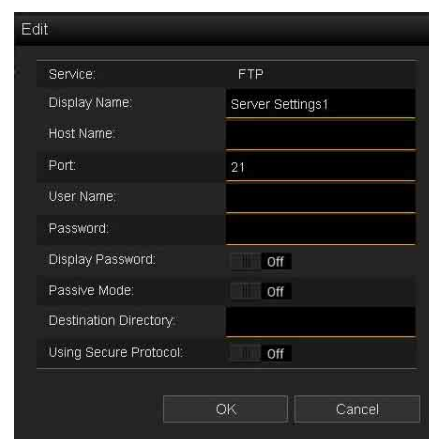 Edit
Service: FTP
Display Name: Server Settings1
Host Name:
Port: 21
User Name:
Password:
Display Password: Off
Passive Mode: Off
Destination Directory:
Using Secure Protocol: Off
OK Cancel